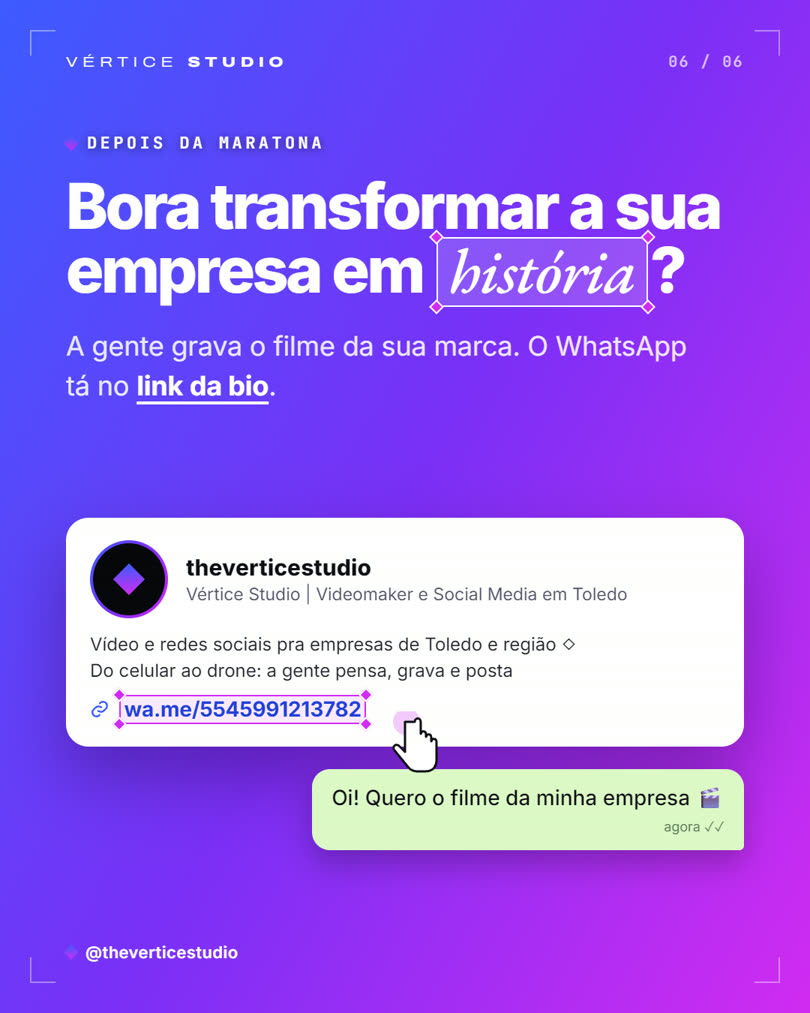 VÉRTICE STUDIO
06 / 06
DEPOIS DA MARATONA
Bora transformar a sua
empresa em história?
A gente grava o filme da sua marca. O WhatsApp
tá no link da bio.
theverticestudio
Vértice Studio | Videomaker e Social Media em Toledo
Vídeo e redes sociais pra empresas de Toledo e região ◇
Do celular ao drone: a gente pensa, grava e posta
wa.me/5545991213782
Oi! Quero o filme da minha empresa 🎬
agora ✓✓
@theverticestudio